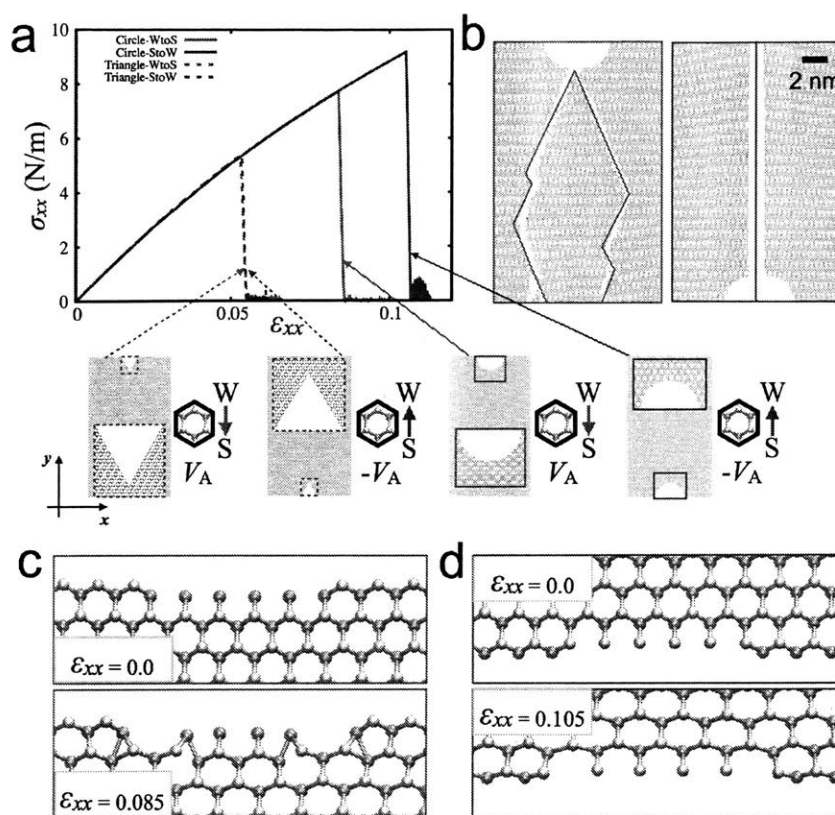 a
10
8
6
4
2
0
σxx (N/m)
Circle-WtoS
Circle-StoW
Triangle-WtoS
Triangle-StoW
0
0.05
0.1
εxx
b
2 nm
W
S
VA
W
S
-VA
W
S
VA
W
S
-VA
y
x
c
εxx = 0.0
εxx = 0.085
d
εxx = 0.0
εxx = 0.105